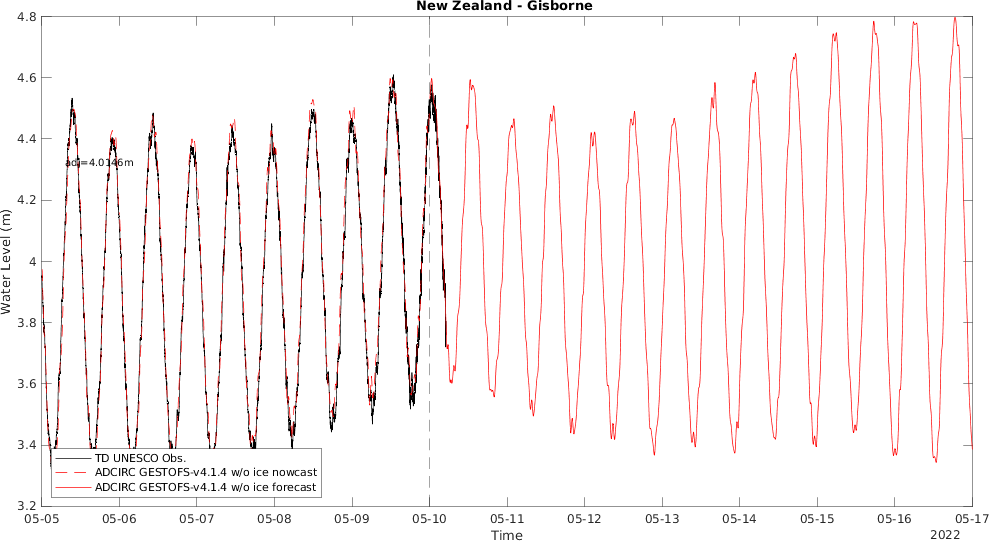 New Zealand - Gisborne
4.8
4.6
4.4
4.2
4
3.8
3.6
3.4
3.2
Water Level (m)
adj=4.0146m
TD UNESCO Obs.
ADCIRC GESTOFS-v4.1.4 w/o ice nowcast
ADCIRC GESTOFS-v4.1.4 w/o ice forecast
05-05 05-06 05-07 05-08 05-09 05-10 05-11 05-12 05-13 05-14 05-15 05-16 05-17
Time
2022